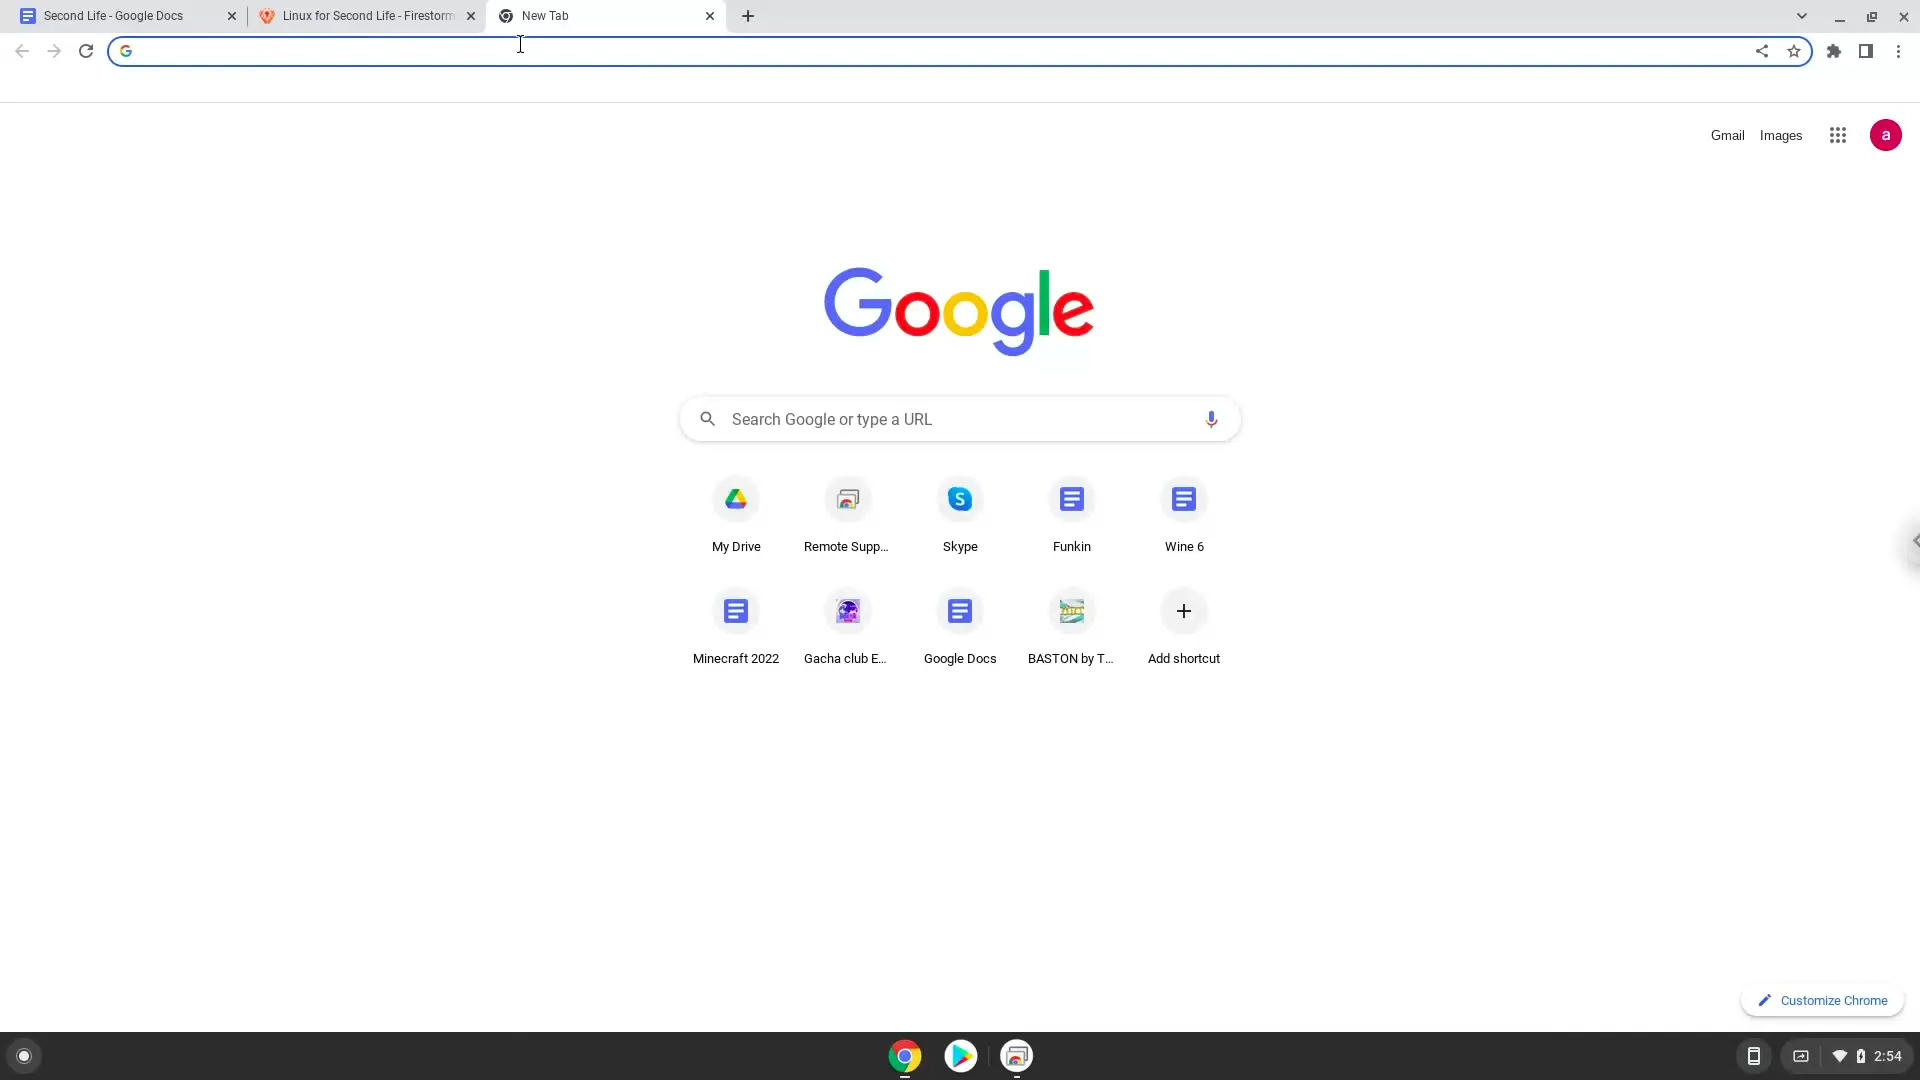 Second Life - Google Docs
Linux for Second Life - Firestorm
New Tab
Gmail
Images
a
Google
Search Google or type a URL
My Drive
Remote Supp...
Skype
Funkin
Wine 6
Minecraft 2022
Gacha club E...
Google Docs
BASTON by T...
Add shortcut
Customize Chrome
2:54